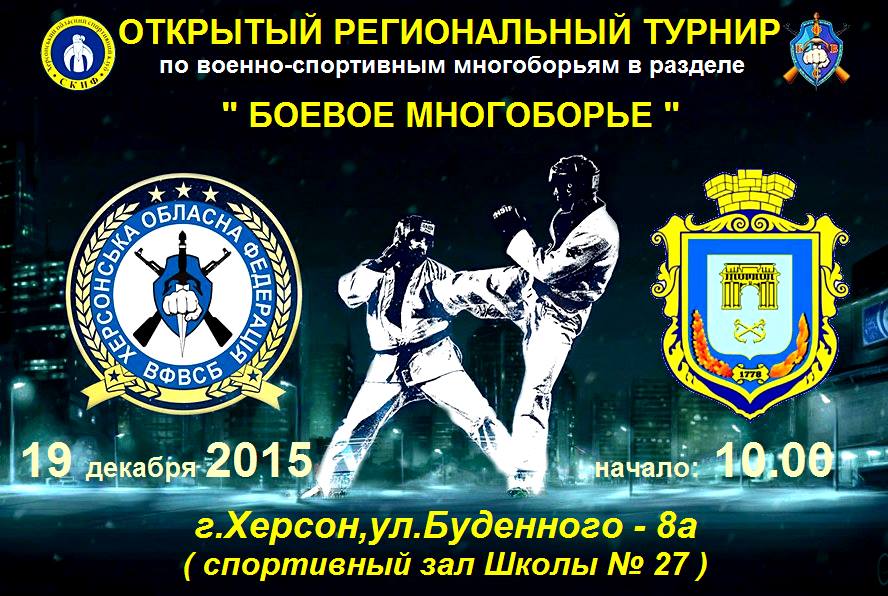 ОТКРЫТЫЙ РЕГИОНАЛЬНЫЙ ТУРНИР
по военно-спортивным многоборьям в разделе
" БОЕВОЕ МНОГОБОРЬЕ "
СКИФ
ХЕРСОНСЬКА ОБЛАСНА ФЕДЕРАЦІЯ
ВФВСБ
1778
19 декабря 2015
начало: 10.00
г.Херсон,ул.Буденного - 8а
( спортивный зал Школы № 27 )